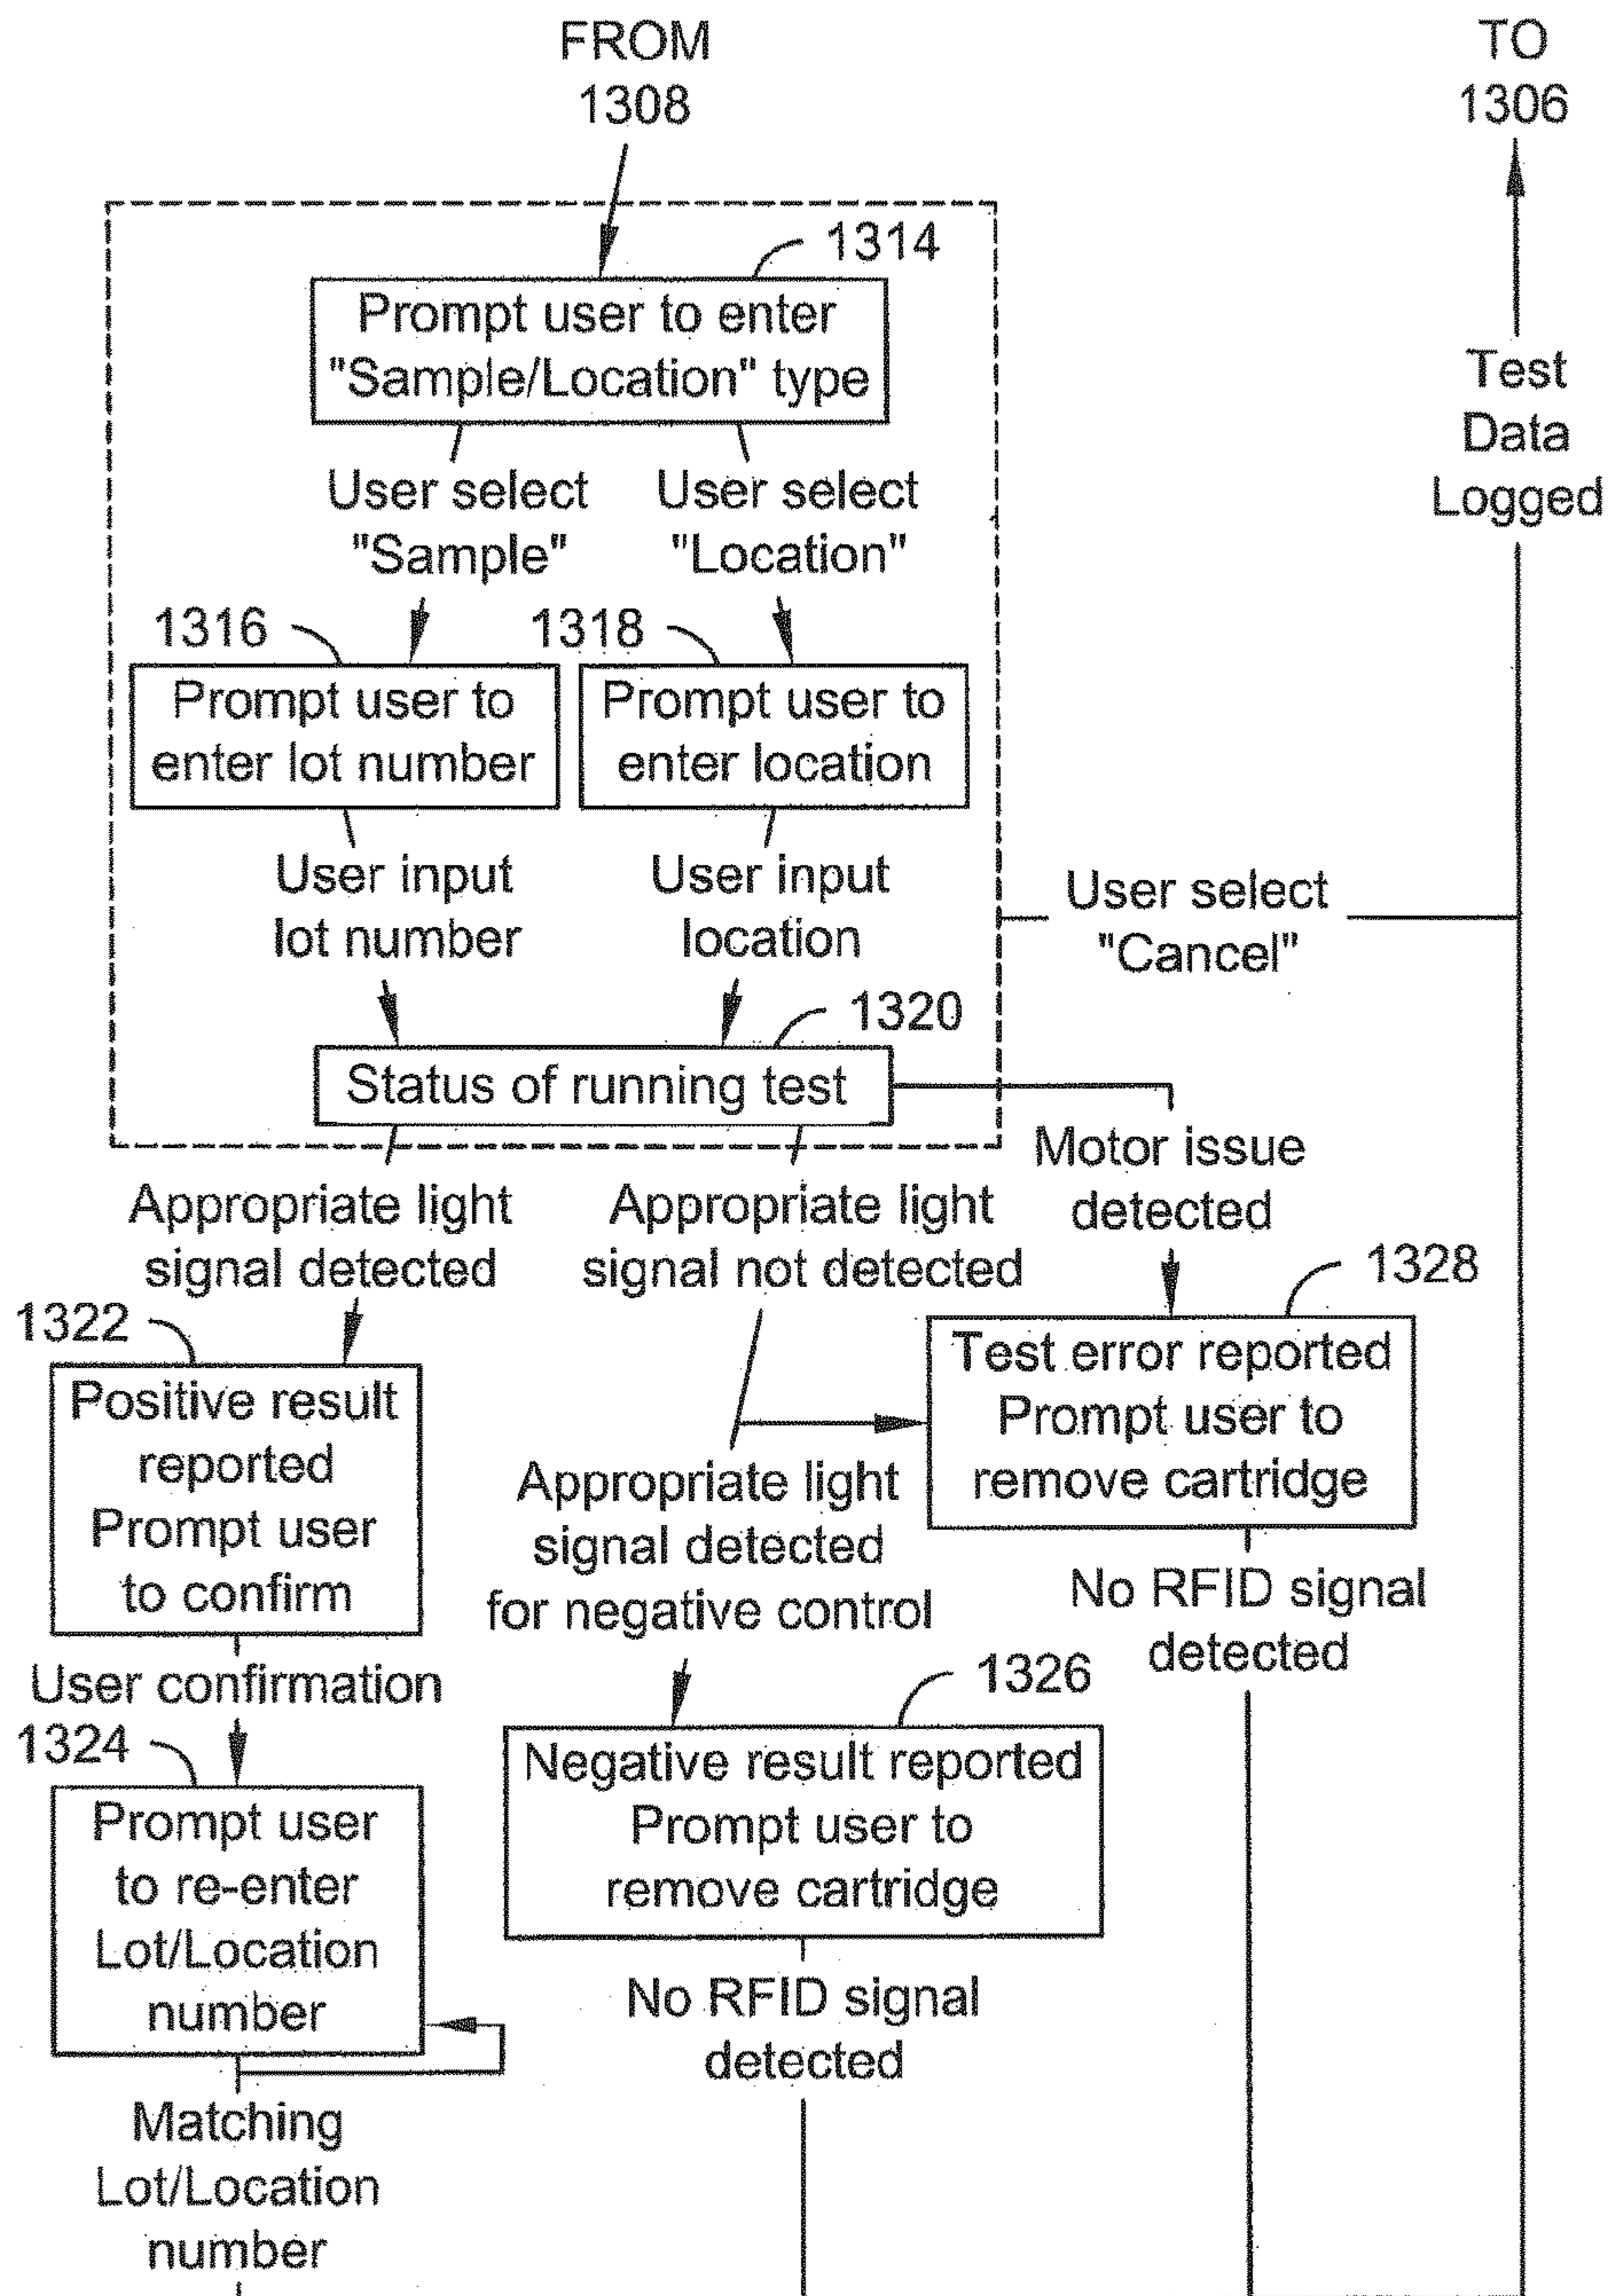 FROM
1308
TO
1306
1314
Prompt user to enter
"Sample/Location" type
Test
Data
Logged
User select
"Sample"
User select
"Location"
1316
1318
Prompt user to
enter lot number
Prompt user to
enter location
User input
lot number
User input
location
User select
"Cancel"
1320
Status of running test
Motor issue
detected
Appropriate light
signal detected
Appropriate light
signal not detected
1328
1322
Test error reported
Prompt user to
remove cartridge
Positive result
reported
Prompt user
to confirm
Appropriate light
signal detected
for negative control
No RFID signal
detected
User confirmation
1326
1324
Negative result reported
Prompt user to
remove cartridge
Prompt user
to re-enter
Lot/Location
number
No RFID signal
detected
Matching
Lot/Location
number